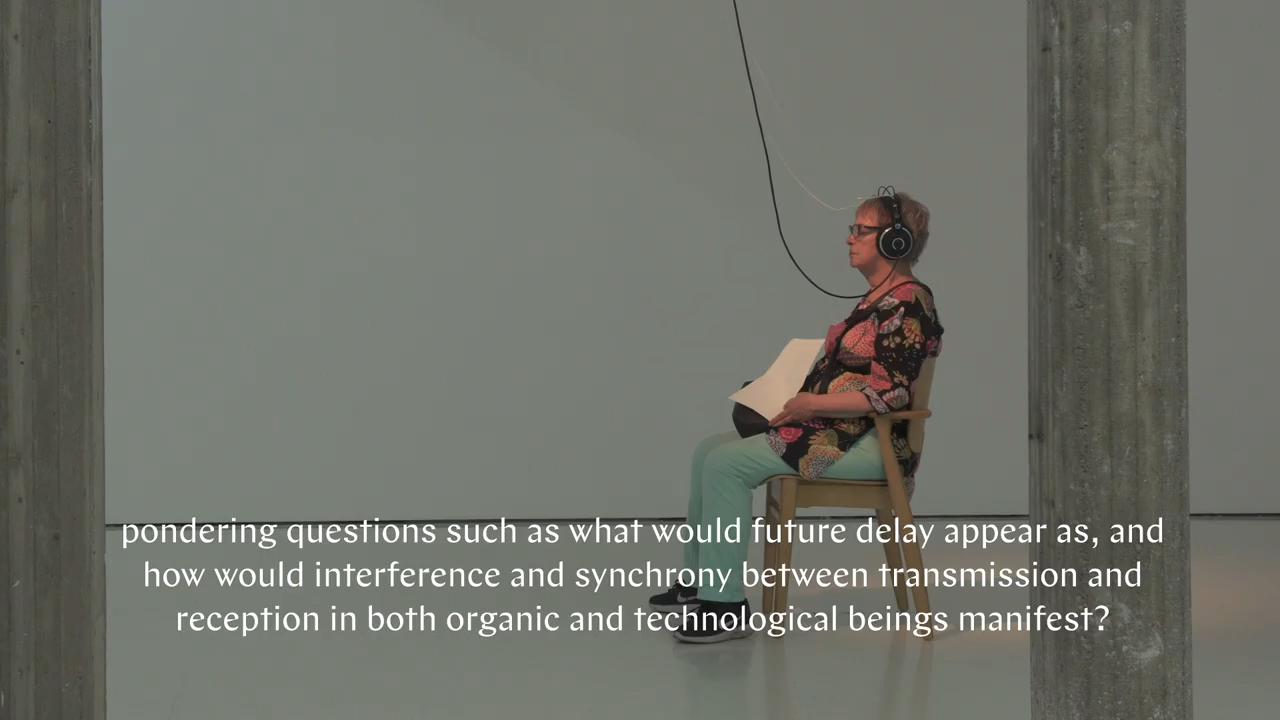 pondering questions such as what would future delay appear as, and
how would interference and synchrony between transmission and
reception in both organic and technological beings manifest?